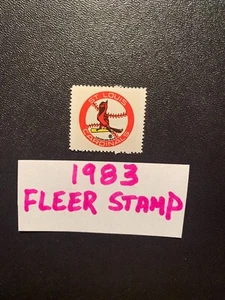 ST. LOUIS
CARDINALS
1983
FLEER STAMP